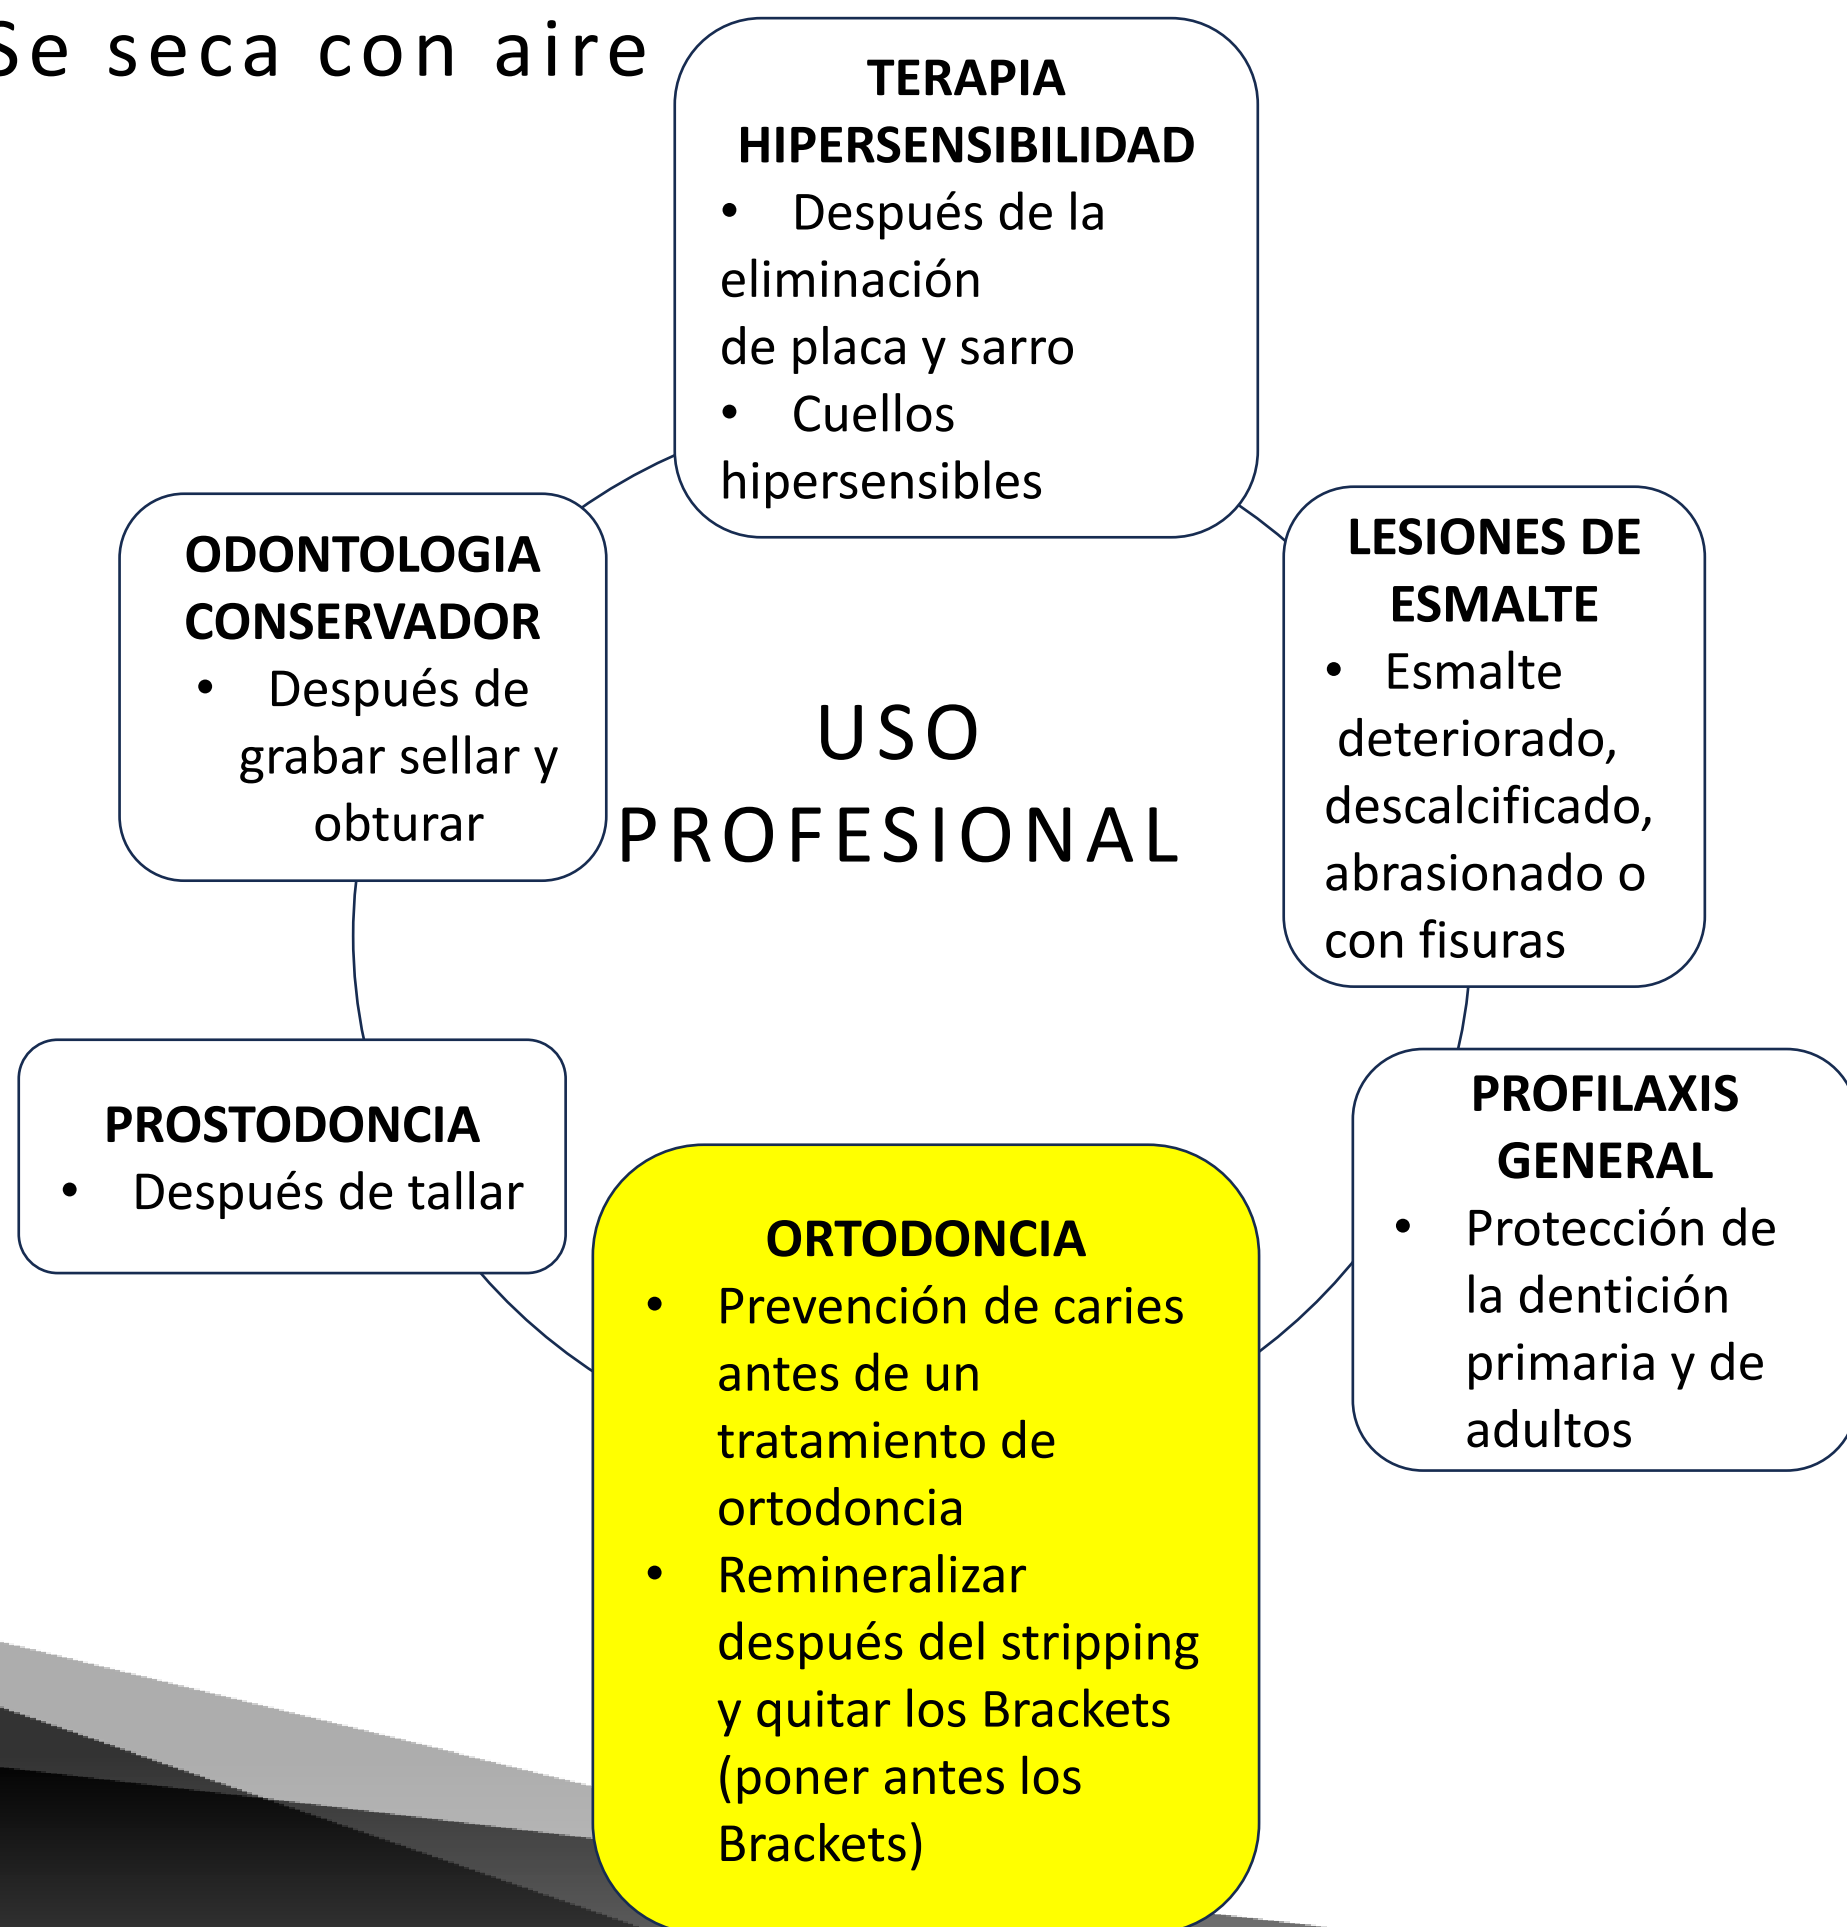 Se seca con aire
TERAPIA
HIPERSENSIBILIDAD
• Después de la
eliminación
de placa y sarro
• Cuellos
hipersensibles
ODONTOLOGIA
CONSERVADOR
• Después de
grabar sellar y
obturar
USO
PROFESIONAL
LESIONES DE
ESMALTE
• Esmalte
deteriorado,
descalcificado,
abrasionado o
con fisuras
PROSTODONCIA
• Después de tallar
PROFILAXIS
GENERAL
• Protección de
la dentición
primaria y de
adultos
ORTODONCIA
• Prevención de caries
antes de un
tratamiento de
ortodoncia
• Remineralizar
después del stripping
y quitar los Brackets
(poner antes los
Brackets)